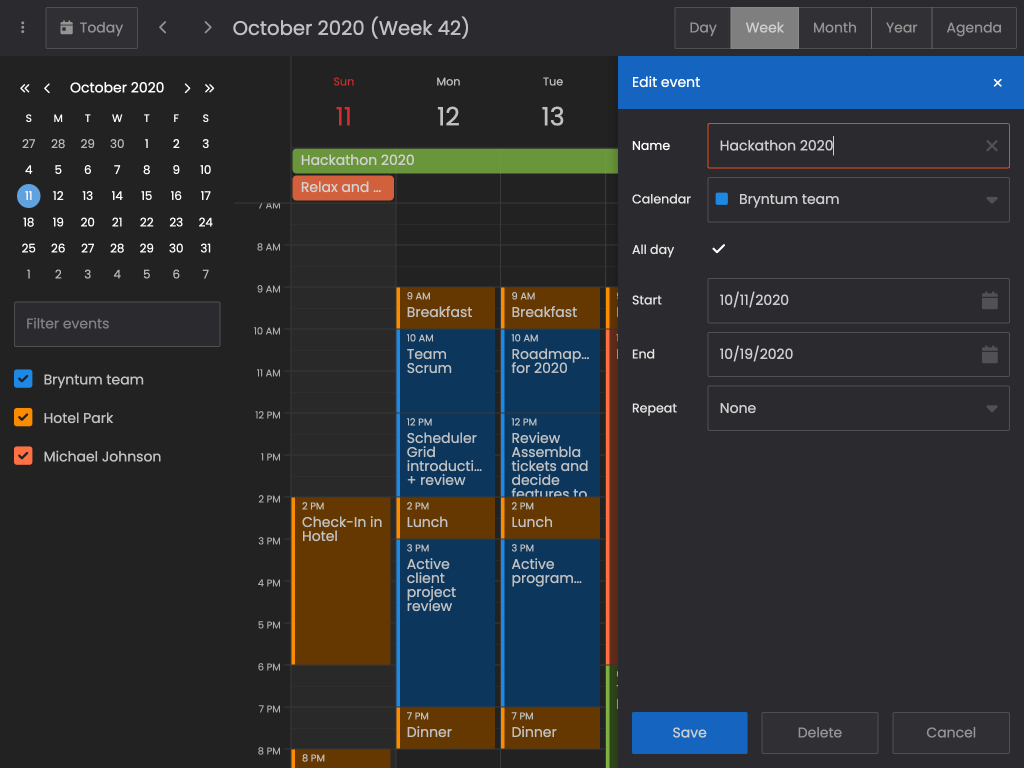 Today
October 2020 (Week 42)
Day
Week
Month
Year
Agenda
October 2020
S M T W T F S
27 28 29 30 1 2 3
4 5 6 7 8 9 10
11 12 13 14 15 16 17
18 19 20 21 22 23 24
25 26 27 28 29 30 31
1 2 3 4 5 6 7
Filter events
Bryntum team
Hotel Park
Michael Johnson
Sun
11
Mon
12
Tue
13
Hackathon 2020
Relax and ...
7 AM
8 AM
9 AM
10 AM
11 AM
12 PM
1 PM
2 PM
3 PM
4 PM
5 PM
6 PM
7 PM
8 PM
2 PM
Check-In in
Hotel
8 PM
9 AM
Breakfast
10 AM
Team
Scrum
12 PM
Scheduler
Grid
introducti...
+ review
2 PM
Lunch
3 PM
Active
client
project
review
7 PM
Dinner
9 AM
Breakfast
10 AM
Roadmap...
for 2020
12 PM
Review
Assembla
tickets and
decide
features to
2 PM
Lunch
3 PM
Active
program...
7 PM
Dinner
Edit event
Name
Hackathon 2020
Calendar
Bryntum team
All day
Start
10/11/2020
End
10/19/2020
Repeat
None
Save
Delete
Cancel